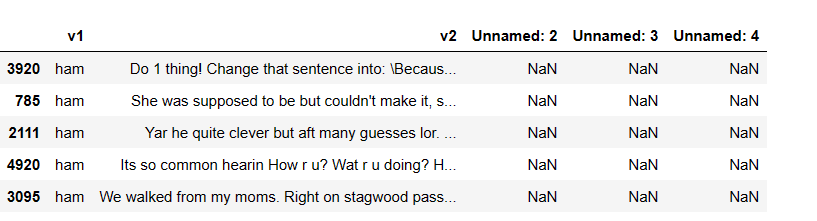 v1 v2 Unnamed: 2 Unnamed: 3 Unnamed: 4
3920 ham Do 1 thing! Change that sentence into: \Becaus... NaN NaN NaN
785 ham She was supposed to be but couldn't make it, s... NaN NaN NaN
2111 ham Yar he quite clever but aft many guesses lor. ... NaN NaN NaN
4920 ham Its so common hearin How r u? Wat r u doing? H... NaN NaN NaN
3095 ham We walked from my moms. Right on stagwood pass... NaN NaN NaN